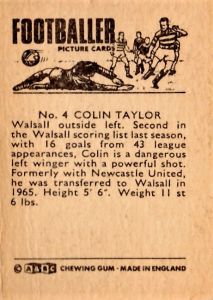 FOOTBALLER
PICTURE CARDS
No. 4 COLIN TAYLOR
Walsall outside left. Second in
the Walsall scoring list last season,
with 16 goals from 43 league
appearances, Colin is a dangerous
left winger with a powerful shot.
Formerly with Newcastle United,
he was transferred to Walsall in
1965. Height 5' 6". Weight 11 st
6 lbs.
© A&BC CHEWING GUM - MADE IN ENGLAND